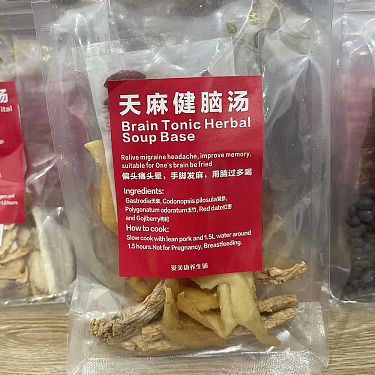 汤
ital
天麻健脑汤
Brain Tonic Herbal
Soup Base
Relive migraine headache, improve memory.
suitable for One's brain be fried
偏头痛头晕，手脚发麻，用脑过多喝
Ingredients:
Gastrodia天麻, Codonopsis pilosula党参,
Polygonatum odoratum玉竹, Red date红枣
and Gojiberry枸杞
How to cook:
Slow cook with lean pork and 1.5L water around
1.5 hours. Not for Pregnancy, Breastfeeding.